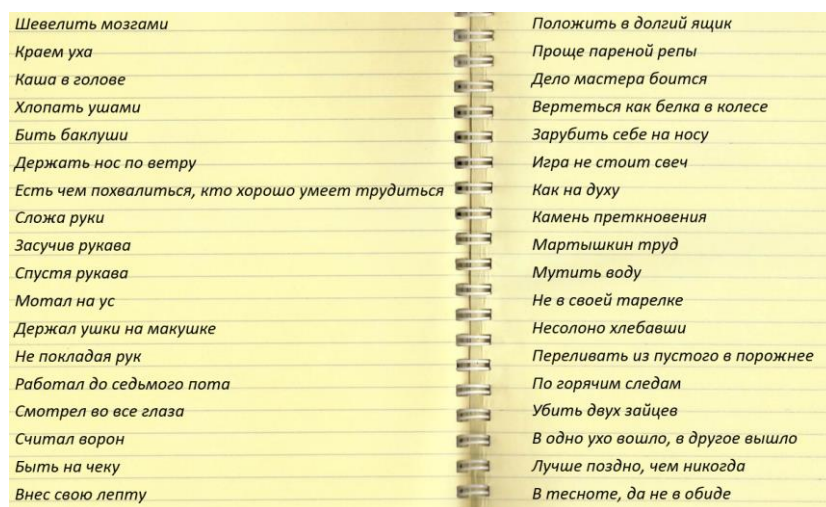 Шевелить мозгами
Краем уха
Каша в голове
Хлопать ушами
Бить баклуши
Держать нос по ветру
Есть чем похвалиться, кто хорошо умеет трудиться
Сложа руки
Засучив рукава
Спустя рукава
Мотал на ус
Держал ушки на макушке
Не покладая рук
Работал до седьмого пота
Смотрел во все глаза
Считал ворон
Быть на чеку
Внес свою лепту
Положить в долгий ящик
Проще пареной репы
Дело мастера боится
Вертеться как белка в колесе
Зарубить себе на носу
Игра не стоит свеч
Как на духу
Камень преткновения
Мартышкин труд
Мутить воду
Не в своей тарелке
Несолоно хлебавши
Переливать из пустого в порожнее
По горячим следам
Убить двух зайцев
В одно ухо вошло, в другое вышло
Лучше поздно, чем никогда
В тесноте, да не в обиде